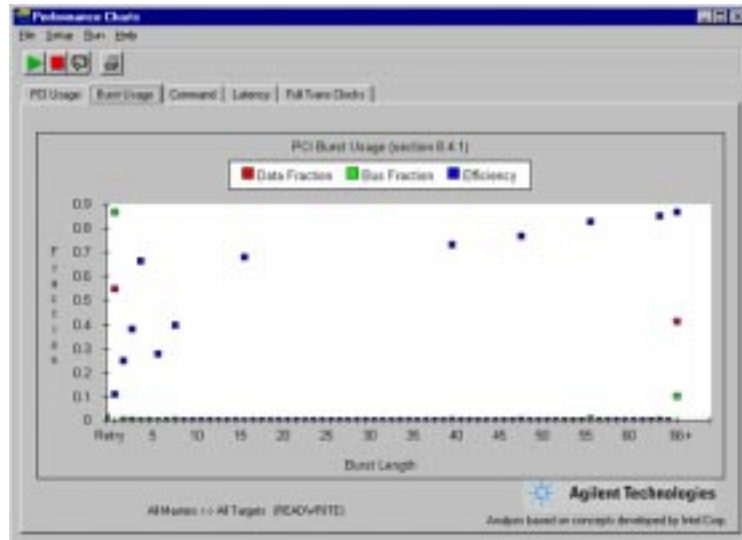 Performance Charts
File Setup Run Help
PCI Usage Burst Usage Command Latency Full Trans Clocks
PCI Burst Usage (section 8.4.1)
Data Fraction Bus Fraction Efficiency
Fraction
0.9
0.8
0.7
0.6
0.5
0.4
0.3
0.2
0.1
0
Retry 5 10 15 20 25 30 35 40 45 50 55 60 66+
Burst Length
Agilent Technologies
All Masters <-> All Targets (READ/WRITE)
Analysis based on concepts developed by Intel Corp.